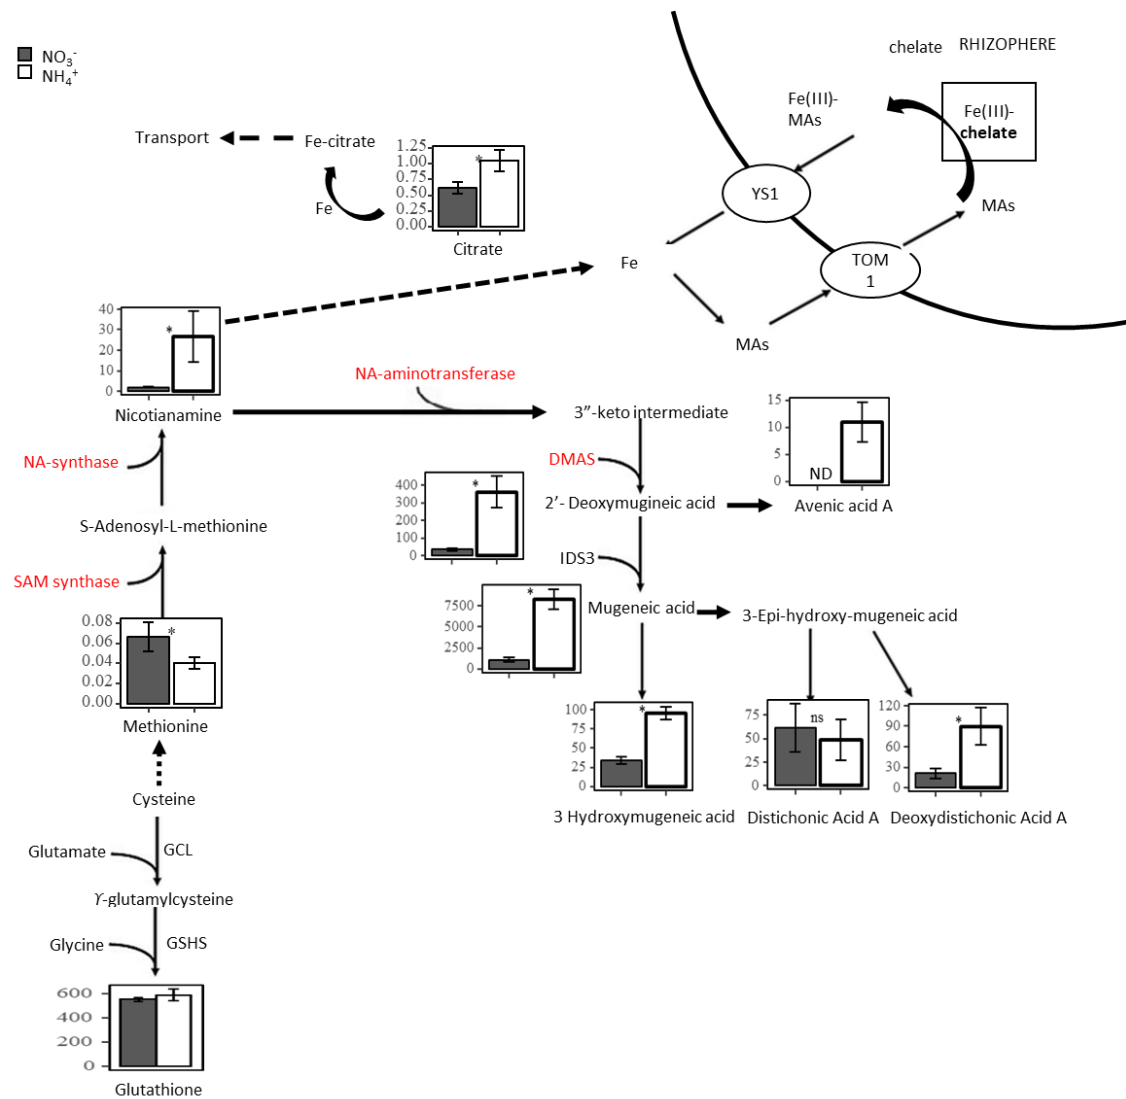 NO3-
NH4+
chelate RHIZOPHERE
Fe(III)-
MAs
Fe(III)-
chelate
Transport
Fe-citrate
Fe
1.25
1.00
0.75
0.50
0.25
0.00
*
Citrate
YS1
MAs
TOM
1
Fe
MAs
40
30
20
10
0
*
Nicotianamine
NA-aminotransferase
3”-keto intermediate
15
10
5
0
ND
Avenic acid A
NA-synthase
DMAS
400
300
200
100
0
*
2’- Deoxymugineic acid
S-Adenosyl-L-methionine
IDS3
SAM synthase
7500
5000
2500
0
*
Mugeneic acid
3-Epi-hydroxy-mugeneic acid
0.08
0.06
0.04
0.02
0.00
*
Methionine
100
75
50
25
0
*
3 Hydroxymugeneic acid
75
50
25
0
ns
Distichonic Acid A
120
90
60
30
0
*
Deoxydistichonic Acid A
Cysteine
Glutamate
GCL
ϒ-glutamylcysteine
Glycine
GSHS
600
400
200
0
Glutathione